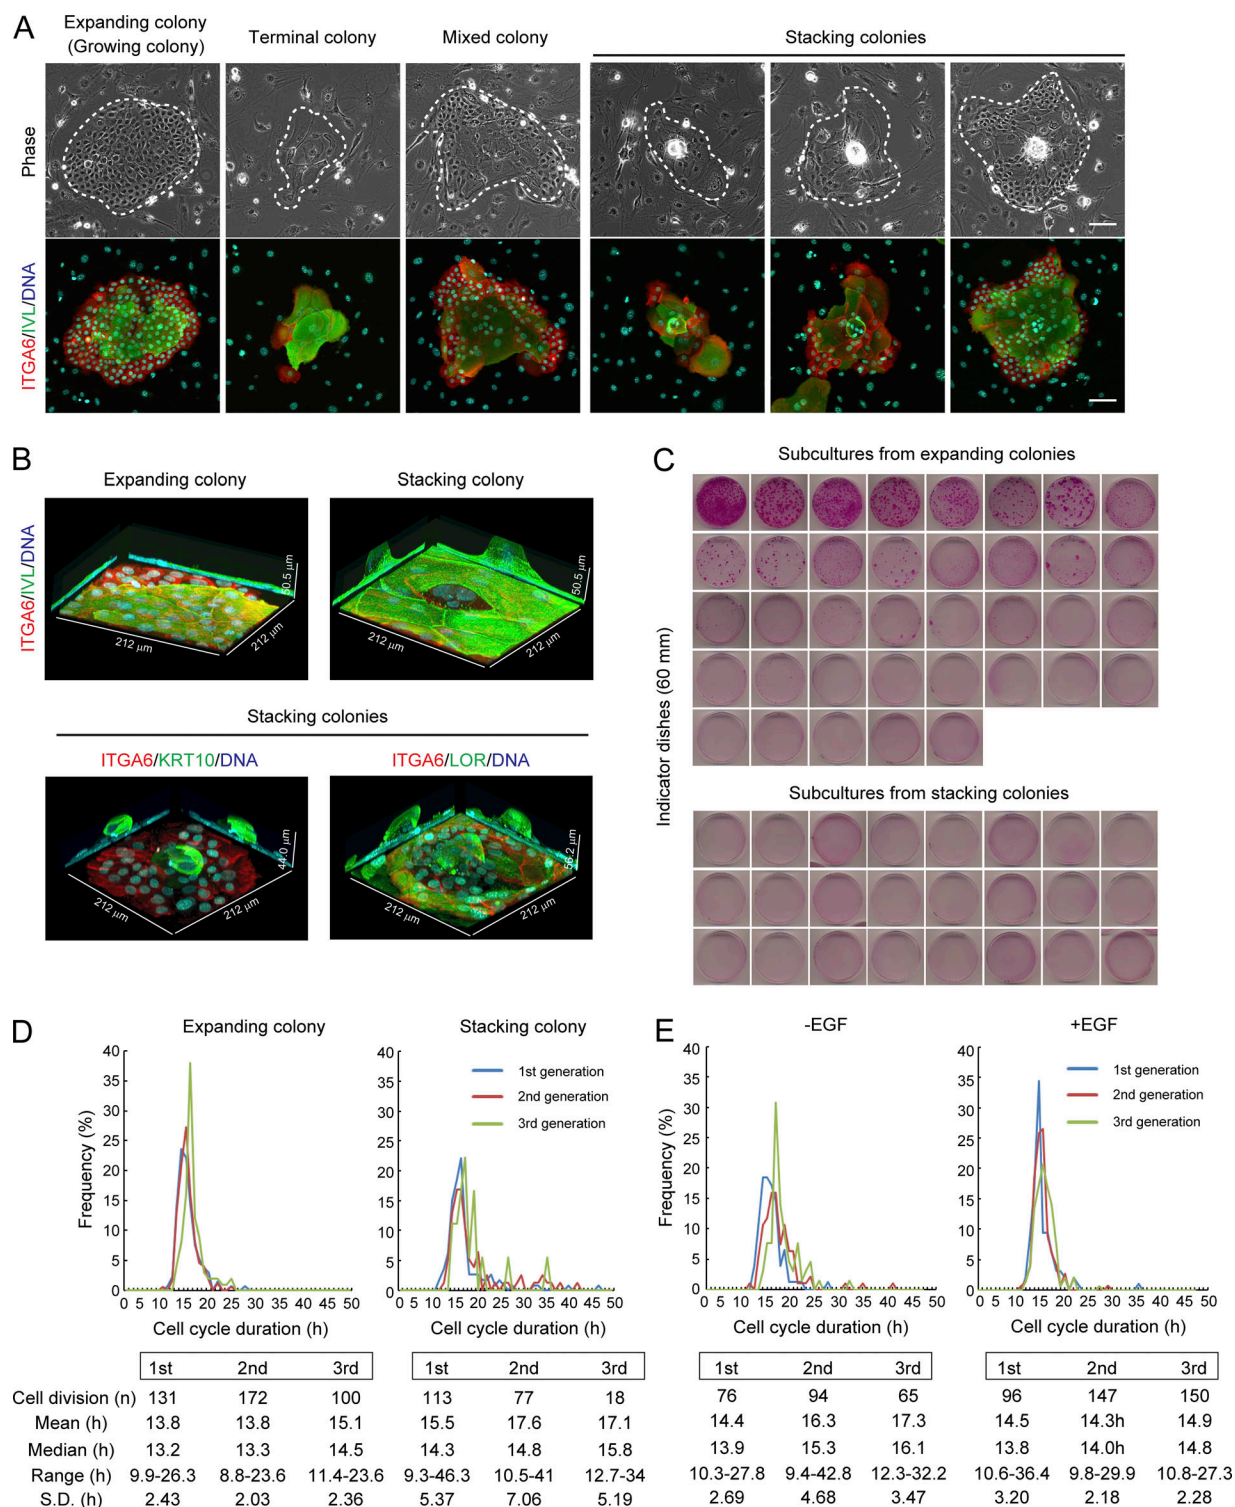 A
Expanding colony
(Growing colony)
Terminal colony
Mixed colony
Stacking colonies
Phase
ITGA6/IVL/DNA
B
Expanding colony
Stacking colony
ITGA6/IVL/DNA
50.5 µm
212 µm
212 µm
50.5 µm
212 µm
212 µm
Stacking colonies
ITGA6/KRT10/DNA
ITGA6/LOR/DNA
44.0 µm
212 µm
212 µm
56.2 µm
212 µm
212 µm
C
Subcultures from expanding colonies
Indicator dishes (60 mm)
Subcultures from stacking colonies
D
Expanding colony
Stacking colony
Frequency (%)
40
35
30
25
20
15
10
5
0
0 5 10 15 20 25 30 35 40 45 50
Cell cycle duration (h)
40
35
30
25
20
15
10
5
0
1st generation
2nd generation
3rd generation
0 5 10 15 20 25 30 35 40 45 50
Cell cycle duration (h)
1st 2nd 3rd 1st 2nd 3rd
Cell division (n) 131 172 100 113 77 18
Mean (h) 13.8 13.8 15.1 15.5 17.6 17.1
Median (h) 13.2 13.3 14.5 14.3 14.8 15.8
Range (h) 9.9-26.3 8.8-23.6 11.4-23.6 9.3-46.3 10.5-41 12.7-34
S.D. (h) 2.43 2.03 2.36 5.37 7.06 5.19
E
-EGF
+EGF
Frequency (%)
40
35
30
25
20
15
10
5
0
0 5 10 15 20 25 30 35 40 45 50
Cell cycle duration (h)
40
35
30
25
20
15
10
5
0
1st generation
2nd generation
3rd generation
0 5 10 15 20 25 30 35 40 45 50
Cell cycle duration (h)
1st 2nd 3rd 1st 2nd 3rd
76 94 65 96 147 150
14.4 16.3 17.3 14.5 14.3h 14.9
13.9 15.3 16.1 13.8 14.0h 14.8
10.3-27.8 9.4-42.8 12.3-32.2 10.6-36.4 9.8-29.9 10.8-27.3
2.69 4.68 3.47 3.20 2.18 2.28